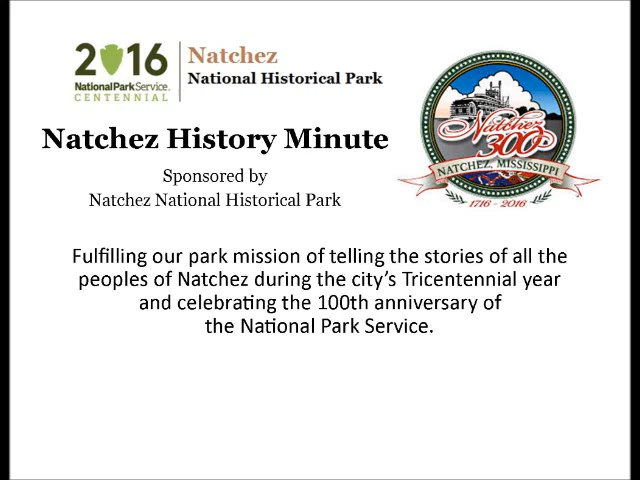 2016
National Park Service
CENTENNIAL
Natchez
National Historical Park
Natchez
300
NATCHEZ, MISSISSIPPI
1716 - 2016
Natchez History Minute
Sponsored by
Natchez National Historical Park
Fulfilling our park mission of telling the stories of all the
peoples of Natchez during the city's Tricentennial year
and celebrating the 100th anniversary of
the National Park Service.